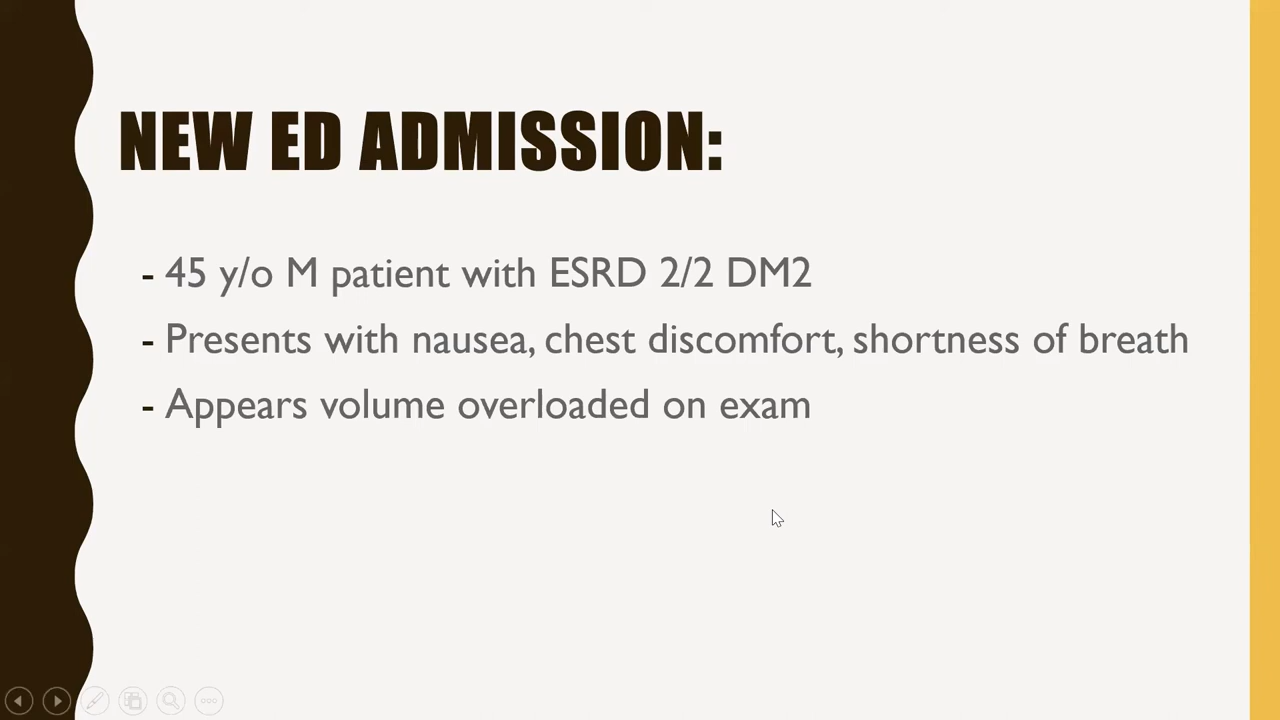 NEW ED ADMISSION:
- 45 y/o M patient with ESRD 2/2 DM2
- Presents with nausea, chest discomfort, shortness of breath
- Appears volume overloaded on exam